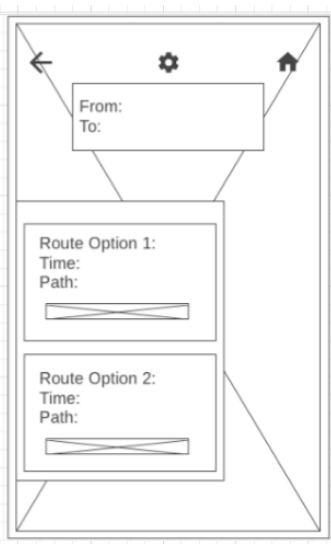 From:
To:
Route Option 1:
Time:
Path:
Route Option 2:
Time:
Path: